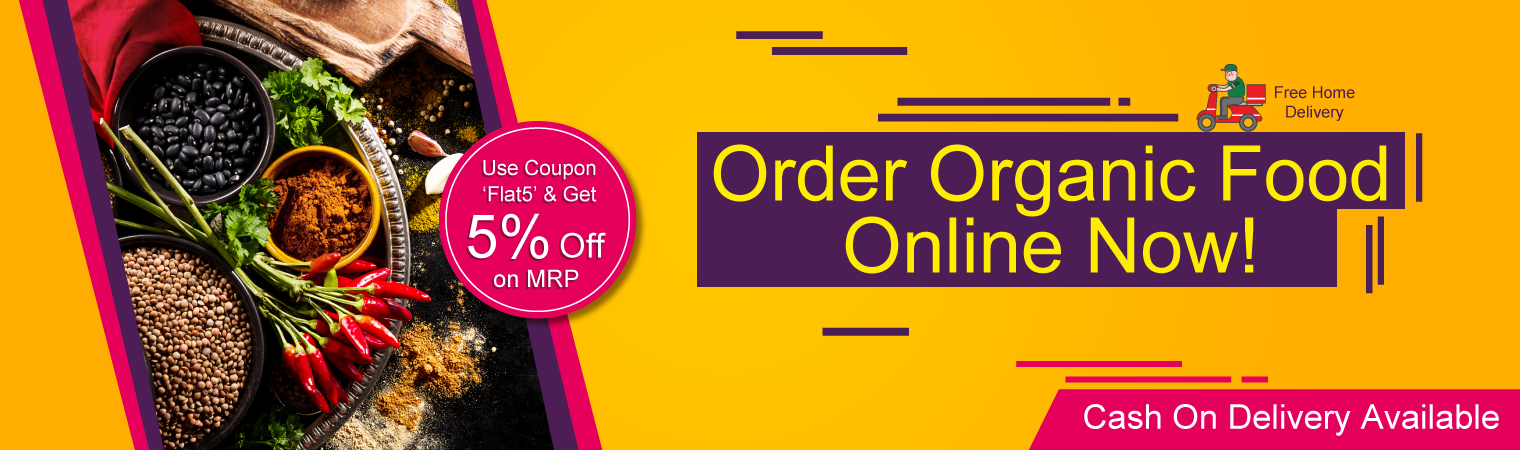 Use Coupon
‘Flat5’ & Get
5% Off
on MRP
Free Home
Delivery
Order Organic Food
Online Now!
Cash On Delivery Available